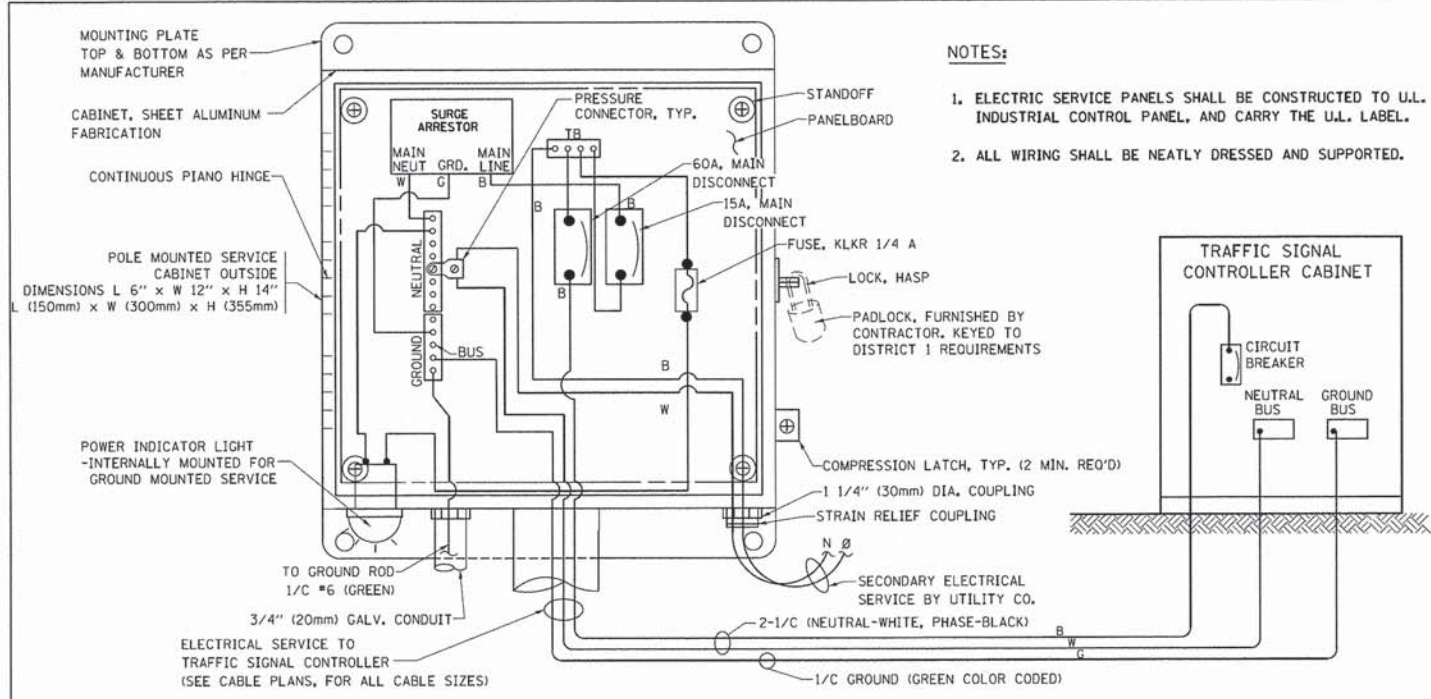 MOUNTING PLATE
TOP & BOTTOM AS PER
MANUFACTURER
CABINET, SHEET ALUMINUM
FABRICATION
CONTINUOUS PIANO HINGE
POLE MOUNTED SERVICE
CABINET OUTSIDE
DIMENSIONS L 6" x W 12" x H 14"
L (150mm) x W (300mm) x H (355mm)
POWER INDICATOR LIGHT
-INTERNALLY MOUNTED FOR
GROUND MOUNTED SERVICE
TO GROUND ROD
1/C #6 (GREEN)
3/4" (20mm) GALV. CONDUIT
ELECTRICAL SERVICE TO
TRAFFIC SIGNAL CONTROLLER
(SEE CABLE PLANS, FOR ALL CABLE SIZES)
SURGE
ARRESTOR
MAIN
NEUT
GRD.
MAIN
LINE
W
G
B
NEUTRAL
GROUND
BUS
PRESSURE
CONNECTOR, TYP.
TB
B
B
B
B
W
STANDOFF
PANELBOARD
60A, MAIN
DISCONNECT
15A, MAIN
DISCONNECT
FUSE, KLKR 1/4 A
LOCK, HASP
PADLOCK, FURNISHED BY
CONTRACTOR. KEYED TO
DISTRICT 1 REQUIREMENTS
COMPRESSION LATCH, TYP. (2 MIN. REQ'D)
1 1/4" (30mm) DIA. COUPLING
STRAIN RELIEF COUPLING
N Ø
SECONDARY ELECTRICAL
SERVICE BY UTILITY CO.
2-1/C (NEUTRAL-WHITE, PHASE-BLACK)
B
W
G
1/C GROUND (GREEN COLOR CODED)
NOTES:
1. ELECTRIC SERVICE PANELS SHALL BE CONSTRUCTED TO U.L.
INDUSTRIAL CONTROL PANEL, AND CARRY THE U.L. LABEL.
2. ALL WIRING SHALL BE NEATLY DRESSED AND SUPPORTED.
TRAFFIC SIGNAL
CONTROLLER CABINET
CIRCUIT
BREAKER
NEUTRAL
BUS
GROUND
BUS